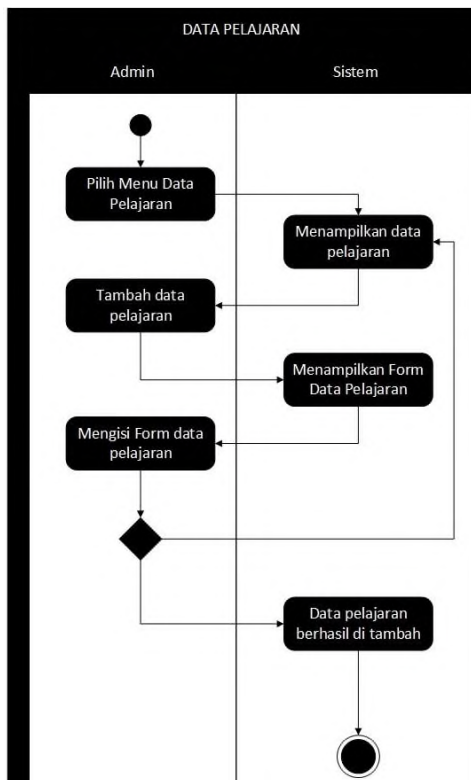 DATA PELAJARAN
Admin
Sistem
Pilih Menu Data
Pelajaran
Menampilkan data
pelajaran
Tambah data
pelajaran
Menampilkan Form
Data Pelajaran
Mengisi Form data
pelajaran
Data pelajaran
berhasil di tambah